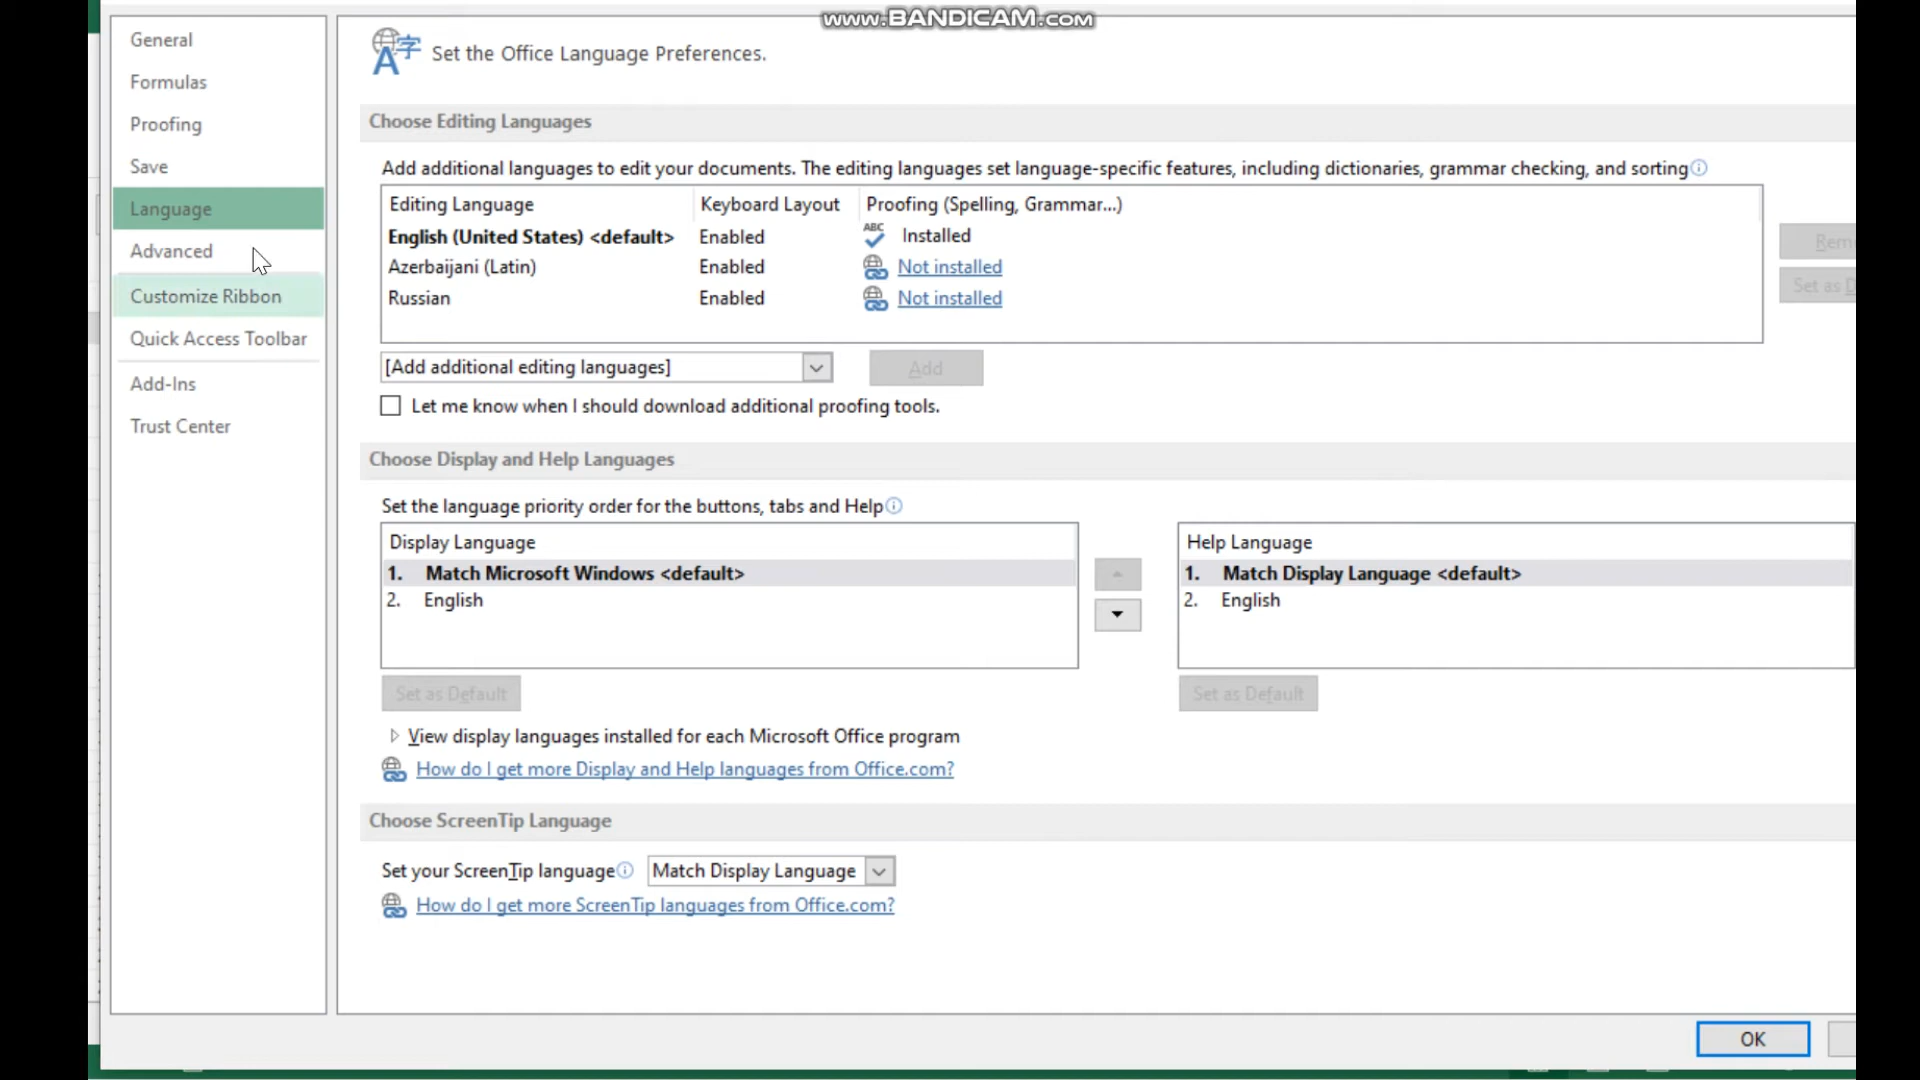 www.BANDICAM.com
General
Formulas
Proofing
Save
Language
Advanced
Customize Ribbon
Quick Access Toolbar
Add-Ins
Trust Center
Set the Office Language Preferences.
Choose Editing Languages
Add additional languages to edit your documents. The editing languages set language-specific features, including dictionaries, grammar checking, and sorting
Editing Language Keyboard Layout Proofing (Spelling, Grammar...)
English (United States) <default> Enabled Installed
Azerbaijani (Latin) Enabled Not installed
Russian Enabled Not installed
Rem
Set as D
[Add additional editing languages] Add
Let me know when I should download additional proofing tools.
Choose Display and Help Languages
Set the language priority order for the buttons, tabs and Help
Display Language
1. Match Microsoft Windows <default>
2. English
Set as Default
Help Language
1. Match Display Language <default>
2. English
Set as Default
View display languages installed for each Microsoft Office program
How do I get more Display and Help languages from Office.com?
Choose ScreenTip Language
Set your ScreenTip language Match Display Language
How do I get more ScreenTip languages from Office.com?
OK